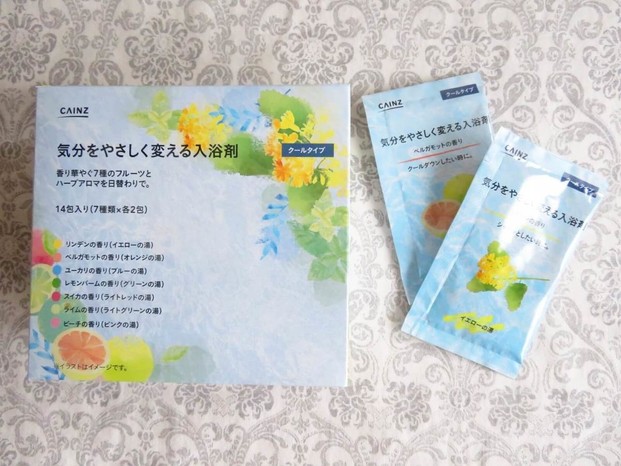 CAINZ
気分をやさしく変える入浴剤
クールタイプ
香り華やぐ7種のフルーツと
ハーブアロマを日替わりで。
14包入り(7種類×各2包)
リンデンの香り(イエローの湯)
ベルガモットの香り(オレンジの湯)
ユーカリの香り(ブルーの湯)
レモンバームの香り(グリーンの湯)
スイカの香り(ライトレッドの湯)
ライムの香り(ライトグリーンの湯)
ピーチの香り(ピンクの湯)
※イラストはイメージです。
CAINZ
クールタイプ
気分をやさしく変える入浴剤
ベルガモットの香り
クールダウンしたい時に。
CAINZ
クールタイプ
気分をやさしく変える入浴剤
の香り
イエローの湯